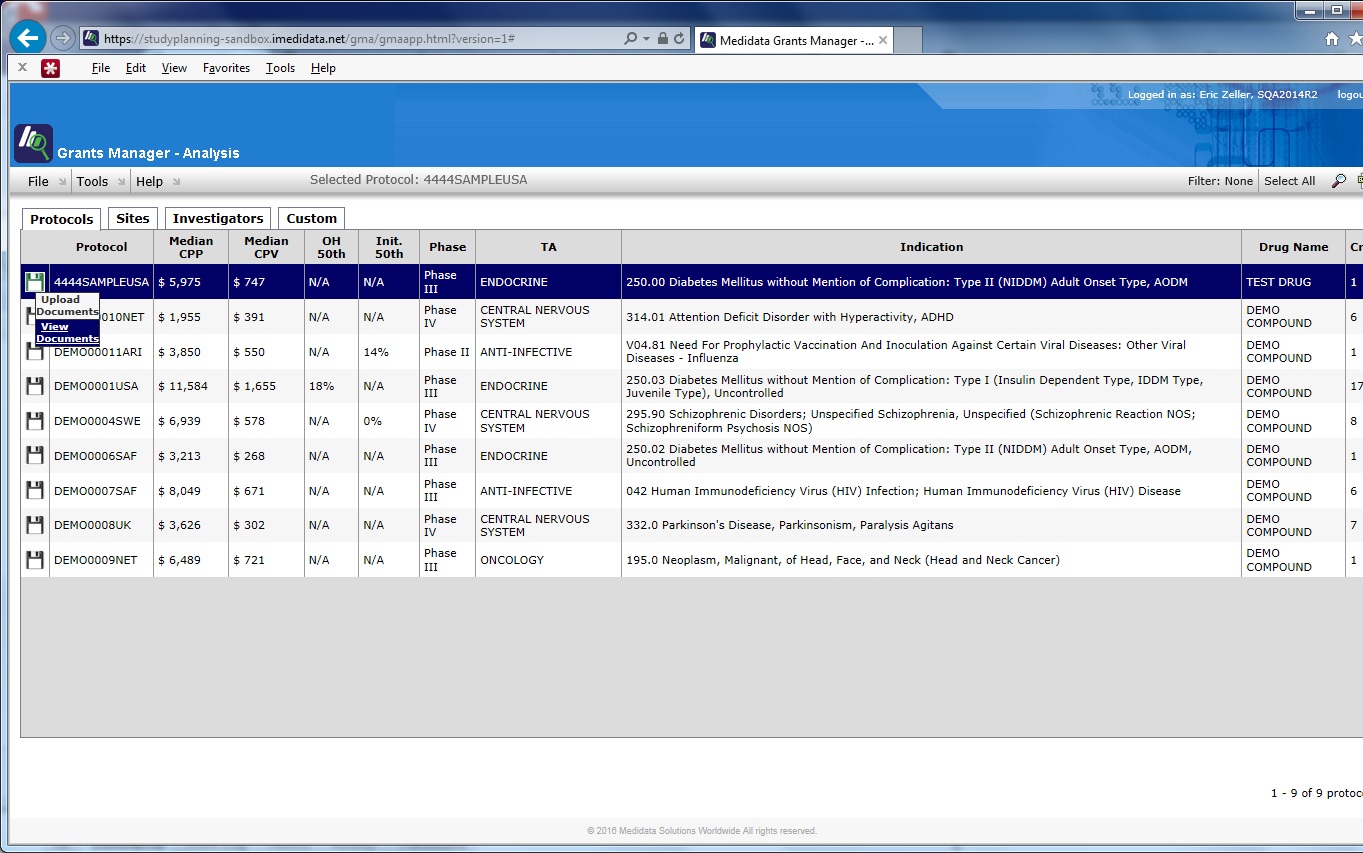 https://studyplanning-sandbox.imedidata.net/gma/gmaapp.html?version=1#
Medidata Grants Manager -...
File Edit View Favorites Tools Help
Logged in as: Eric Zeller, SQA2014R2 logou
Grants Manager - Analysis
File Tools Help Selected Protocol: 4444SAMPLEUSA Filter: None Select All
Protocols Sites Investigators Custom
Protocol Median CPP Median CPV OH 50th Init. 50th Phase TA Indication Drug Name Cr
4444SAMPLEUSA $ 5,975 $ 747 N/A N/A Phase III ENDOCRINE 250.00 Diabetes Mellitus without Mention of Complication: Type II (NIDDM) Adult Onset Type, AODM TEST DRUG 1
Upload Documents
View Documents
010NET $ 1,955 $ 391 N/A N/A Phase IV CENTRAL NERVOUS SYSTEM 314.01 Attention Deficit Disorder with Hyperactivity, ADHD DEMO COMPOUND 6
DEMO00011ARI $ 3,850 $ 550 N/A 14% Phase II ANTI-INFECTIVE V04.81 Need For Prophylactic Vaccination And Inoculation Against Certain Viral Diseases: Other Viral Diseases - Influenza DEMO COMPOUND 1
DEMO0001USA $ 11,584 $ 1,655 18% N/A Phase III ENDOCRINE 250.03 Diabetes Mellitus without Mention of Complication: Type I (Insulin Dependent Type, IDDM Type, Juvenile Type), Uncontrolled DEMO COMPOUND 17
DEMO0004SWE $ 6,939 $ 578 N/A 0% Phase IV CENTRAL NERVOUS SYSTEM 295.90 Schizophrenic Disorders; Unspecified Schizophrenia, Unspecified (Schizophrenic Reaction NOS; Schizophreniform Psychosis NOS) DEMO COMPOUND 8
DEMO0006SAF $ 3,213 $ 268 N/A N/A Phase III ENDOCRINE 250.02 Diabetes Mellitus without Mention of Complication: Type II (NIDDM) Adult Onset Type, AODM, Uncontrolled DEMO COMPOUND 1
DEMO0007SAF $ 8,049 $ 671 N/A N/A Phase III ANTI-INFECTIVE 042 Human Immunodeficiency Virus (HIV) Infection; Human Immunodeficiency Virus (HIV) Disease DEMO COMPOUND 6
DEMO0008UK $ 3,626 $ 302 N/A N/A Phase IV CENTRAL NERVOUS SYSTEM 332.0 Parkinson's Disease, Parkinsonism, Paralysis Agitans DEMO COMPOUND 7
DEMO0009NET $ 6,489 $ 721 N/A N/A Phase III ONCOLOGY 195.0 Neoplasm, Malignant, of Head, Face, and Neck (Head and Neck Cancer) DEMO COMPOUND 1
1 - 9 of 9 protoc
© 2016 Medidata Solutions Worldwide All rights reserved.